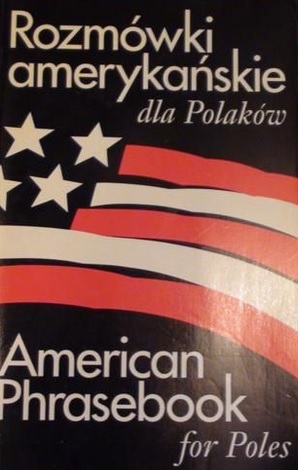 Rozmówki
amerykańskie
dla Polaków
American
Phrasebook
for Poles